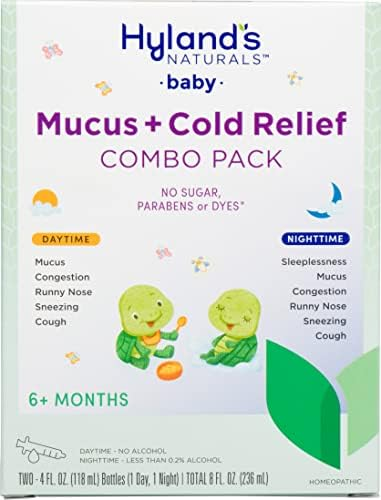 Hyland's
NATURALS™
·baby·
Mucus + Cold Relief
COMBO PACK
NO SUGAR,
PARABENS or DYES*
DAYTIME
Mucus
Congestion
Runny Nose
Sneezing
Cough
NIGHTTIME
Sleeplessness
Mucus
Congestion
Runny Nose
Sneezing
Cough
6+ MONTHS
DAYTIME - NO ALCOHOL
NIGHTTIME - LESS THAN 0.2% ALCOHOL
TWO - 4 FL. OZ. (118 mL) Bottles (1 Day, 1 Night) | TOTAL 8 FL. OZ. (236 mL)
HOMEOPATHIC